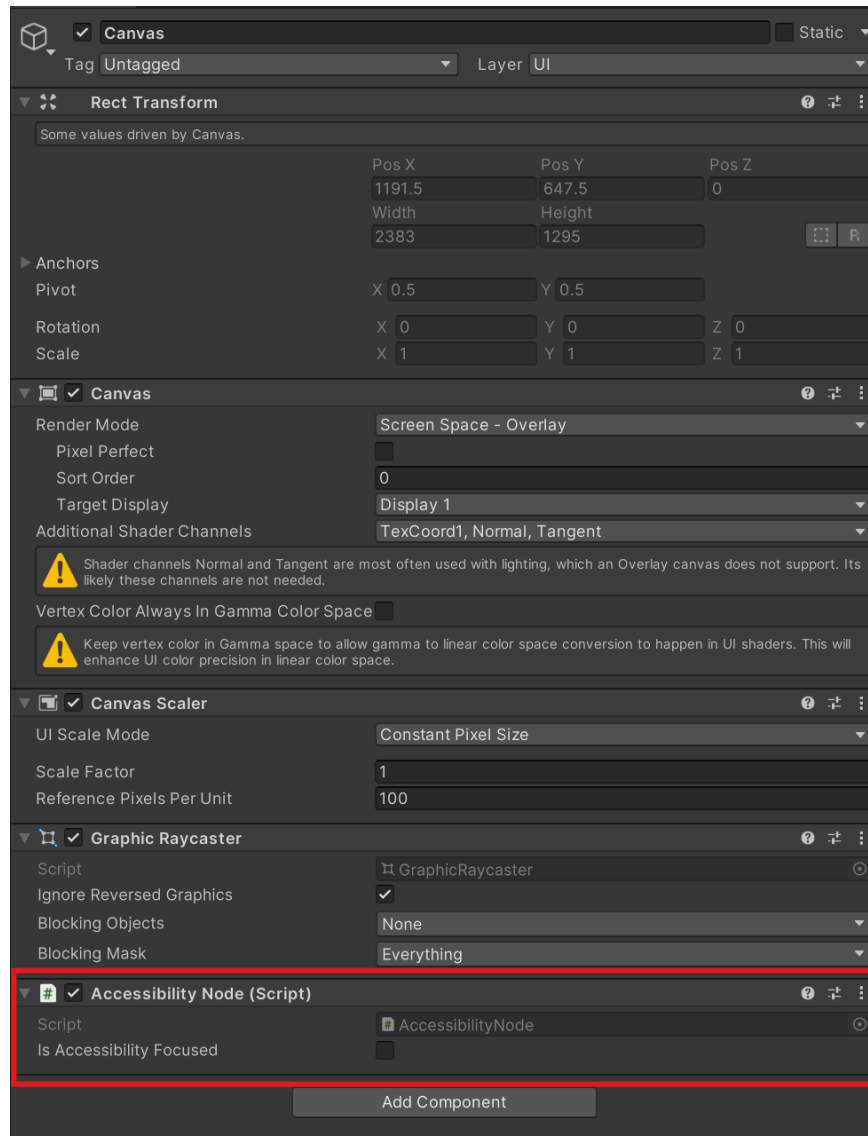 Canvas
Static
Tag Untagged Layer UI
Rect Transform
Some values driven by Canvas.
Pos X Pos Y Pos Z
1191.5 647.5 0
Width Height
2383 1295
R
Anchors
Pivot X 0.5 Y 0.5
Rotation X 0 Y 0 Z 0
Scale X 1 Y 1 Z 1
Canvas
Render Mode Screen Space - Overlay
Pixel Perfect
Sort Order 0
Target Display Display 1
Additional Shader Channels TexCoord1, Normal, Tangent
Shader channels Normal and Tangent are most often used with lighting, which an Overlay canvas does not support. Its
likely these channels are not needed.
Vertex Color Always In Gamma Color Space
Keep vertex color in Gamma space to allow gamma to linear color space conversion to happen in UI shaders. This will
enhance UI color precision in linear color space.
Canvas Scaler
UI Scale Mode Constant Pixel Size
Scale Factor 1
Reference Pixels Per Unit 100
Graphic Raycaster
Script GraphicRaycaster
Ignore Reversed Graphics
Blocking Objects None
Blocking Mask Everything
# Accessibility Node (Script)
Script # AccessibilityNode
Is Accessibility Focused
Add Component